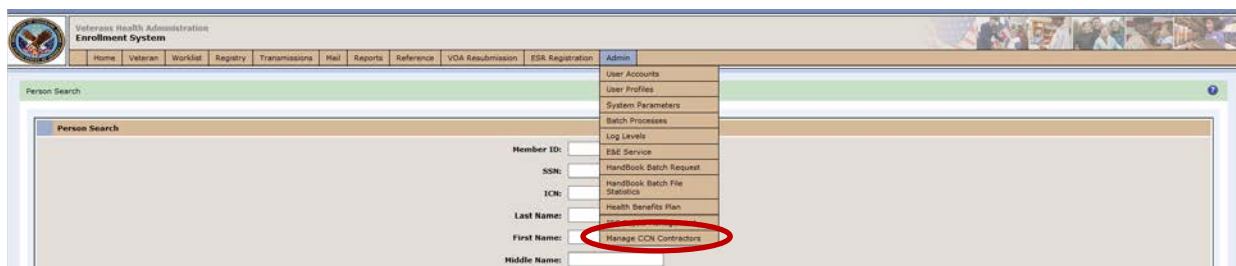 Veterans Health Administration
Enrollment System
Home Veteran Worklist Registry Transmissions Mail Reports Reference VOA Resubmission ESR Registration Admin
User Accounts
User Profiles
System Parameters
Batch Processes
Log Levels
E&E Service
HandBook Batch Request
HandBook Batch File
Statistics
Health Benefits Plan
Manage CCN Contractors
Person Search
Person Search
Member ID:
SSN:
ICN:
Last Name:
First Name:
Middle Name: